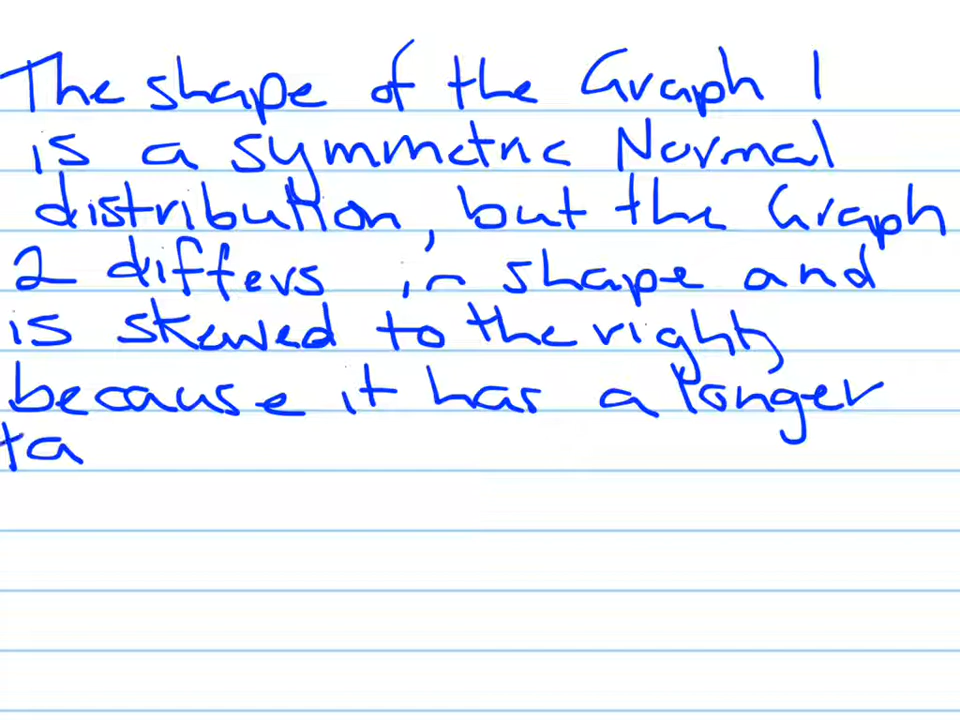 The shape of the Graph 1
is a symmetric Normal
distribution, but the Graph
2 differs in shape and
is skewed to the right,
because it has a longer
ta